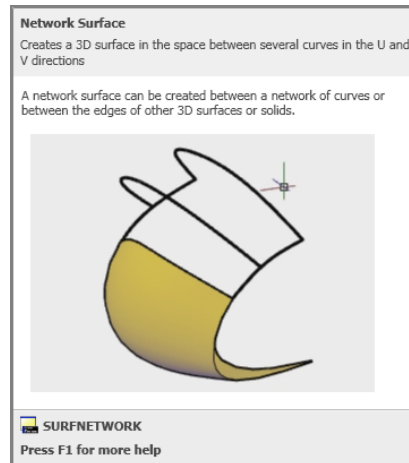 Network Surface
Creates a 3D surface in the space between several curves in the U and
V directions
A network surface can be created between a network of curves or
between the edges of other 3D surfaces or solids.
SURFNETWORK
Press F1 for more help